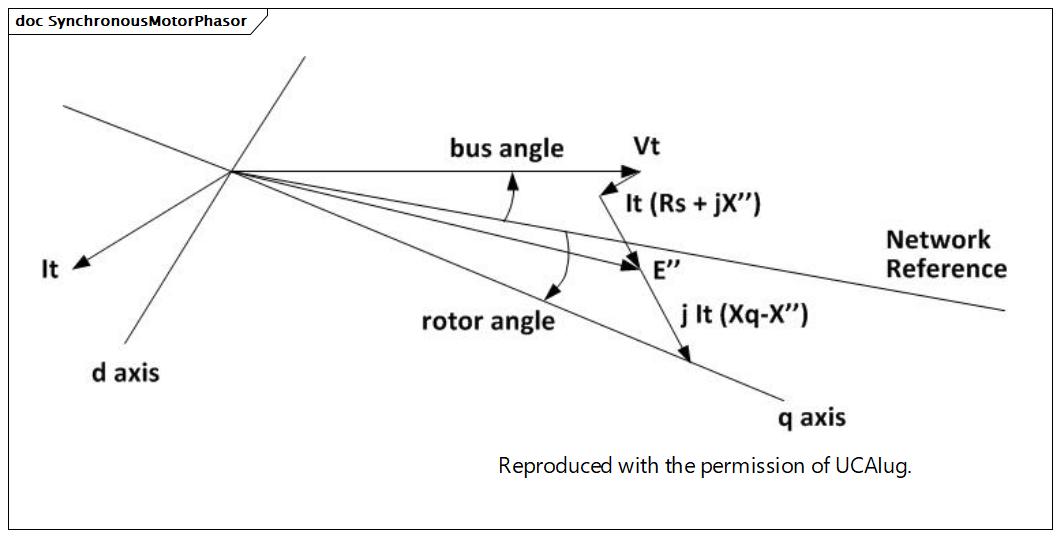 doc SynchronousMotorPhasor
bus angle
Vt
It (Rs + jX’’)
Network
Reference
It
E’’
rotor angle
j It (Xq-X’’)
d axis
q axis
Reproduced with the permission of UCAIug.